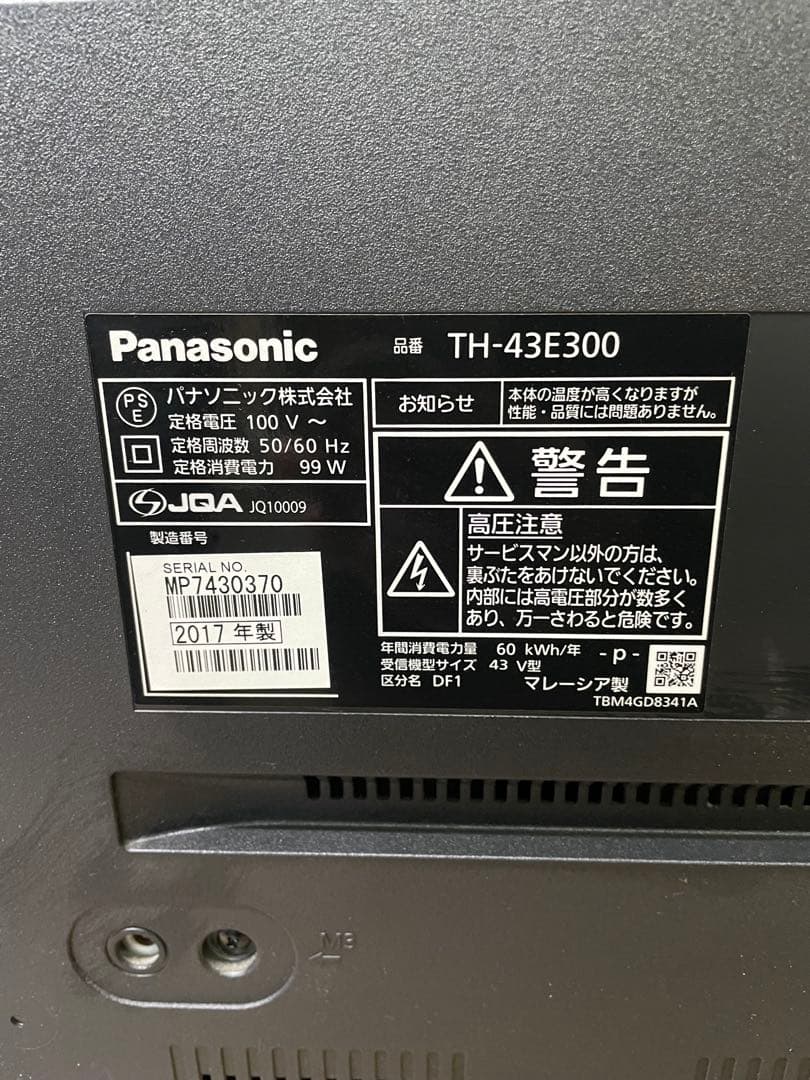 Panasonic 品番 TH-43E300
PS
E
パナソニック株式会社
定格電圧 100 V ～
定格周波数 50/60 Hz
定格消費電力 99 W
JQA JQ10009
製造番号
SERIAL NO.
MP7430370
2017 年製
お知らせ
本体の温度が高くなりますが
性能・品質には問題ありません。
警告
高圧注意
サービスマン以外の方は、
裏ぶたをあけないでください。
内部には高電圧部分が数多く
あり、万一さわると危険です。
年間消費電力量 60 kWh/年
受信機型サイズ 43 V型
区分名 DF1
- p -
マレーシア製
TBM4GD8341A
M3